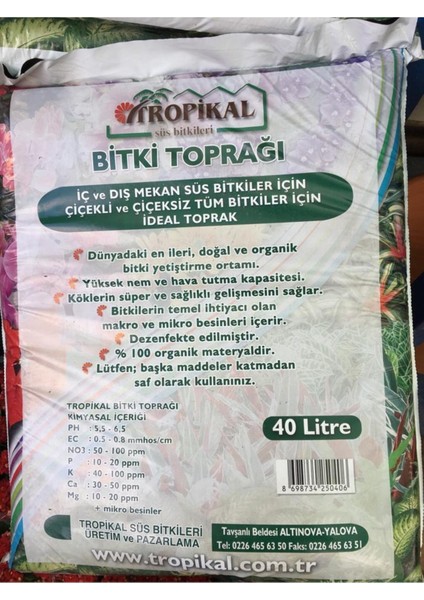 TROPİKAL
süs bitkileri
BİTKİ TOPRAĞI
İÇ ve DIŞ MEKAN SÜS BİTKİLER İÇİN
ÇİÇEKLİ ve ÇİÇEKSİZ TÜM BİTKİLER İÇİN
İDEAL TOPRAK
Dünyadaki en ileri, doğal ve organik
bitki yetiştirme ortamı.
Yüksek nem ve hava tutma kapasitesi.
Köklerin süper ve sağlıklı gelişmesini sağlar.
Bitkilerin temel ihtiyacı olan
makro ve mikro besinleri içerir.
Dezenfekte edilmiştir.
% 100 organik materyaldir.
Lütfen; başka maddeler katmadan
saf olarak kullanınız.
TROPİKAL BİTKİ TOPRAĞI
KİMYASAL İÇERİĞİ
PH : 5,5 - 6,5
EC : 0.5 - 0.8 mmhos/cm
NO3 : 50 - 100 ppm
P : 10 - 20 ppm
K : 40 - 100 ppm
Ca : 30 - 50 ppm
Mg : 10 - 20 ppm
+ mikro besinler
40 Litre
8 698734 250406
TROPİKAL SÜS BİTKİLERİ
ÜRETİM ve PAZARLAMA
Tavşanlı Beldesi ALTINOVA-YALOVA
Tel: 0226 465 63 50 Faks: 0226 465 63 51
www.tropikal.com.tr